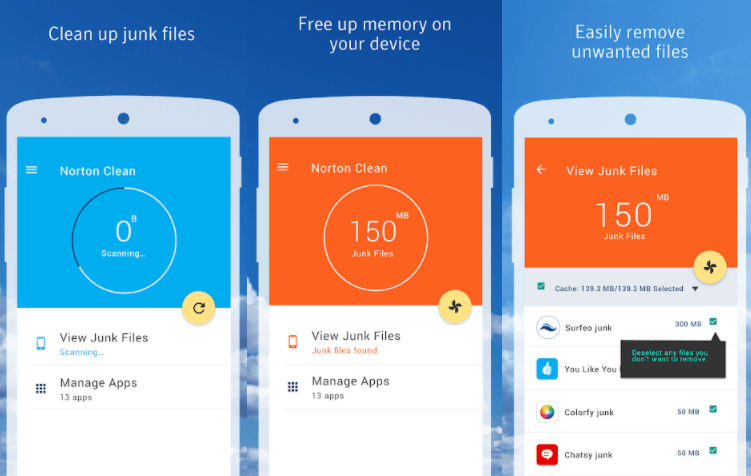 Clean up junk files
Norton Clean
0 B
Scanning...
View Junk Files
Scanning...
Manage Apps
13 apps
Free up memory on
your device
Norton Clean
150 MB
Junk Files
View Junk Files
Junk files found
Manage Apps
13 apps
Easily remove
unwanted files
View Junk Files
150 MB
Junk Files
Cache: 139.3 MB/139.3 MB Selected
Surfeo junk 300 MB
Deselect any files you
don't want to remove.
You Like You
Colorfy junk 50 MB
Chatsy junk 50 MB